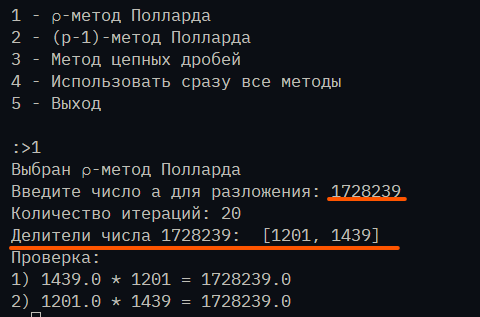 1 - ρ-метод Полларда
2 - (p-1)-метод Полларда
3 - Метод цепных дробей
4 - Использовать сразу все методы
5 - Выход
:>1
Выбран ρ-метод Полларда
Введите число a для разложения: 1728239
Количество итераций: 20
Делители числа 1728239:  [1201, 1439]
Проверка:
1) 1439.0 * 1201 = 1728239.0
2) 1201.0 * 1439 = 1728239.0